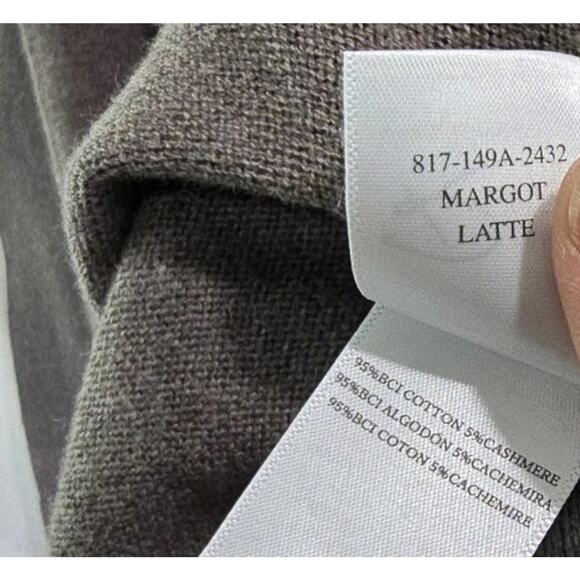 817-149A-2432
MARGOT
LATTE
95%BCI COTTON 5%CASHMERE
95%BCI ALGODÓN 5%CACHEMIRA
95%BCI COTON 5%CACHEMIRE